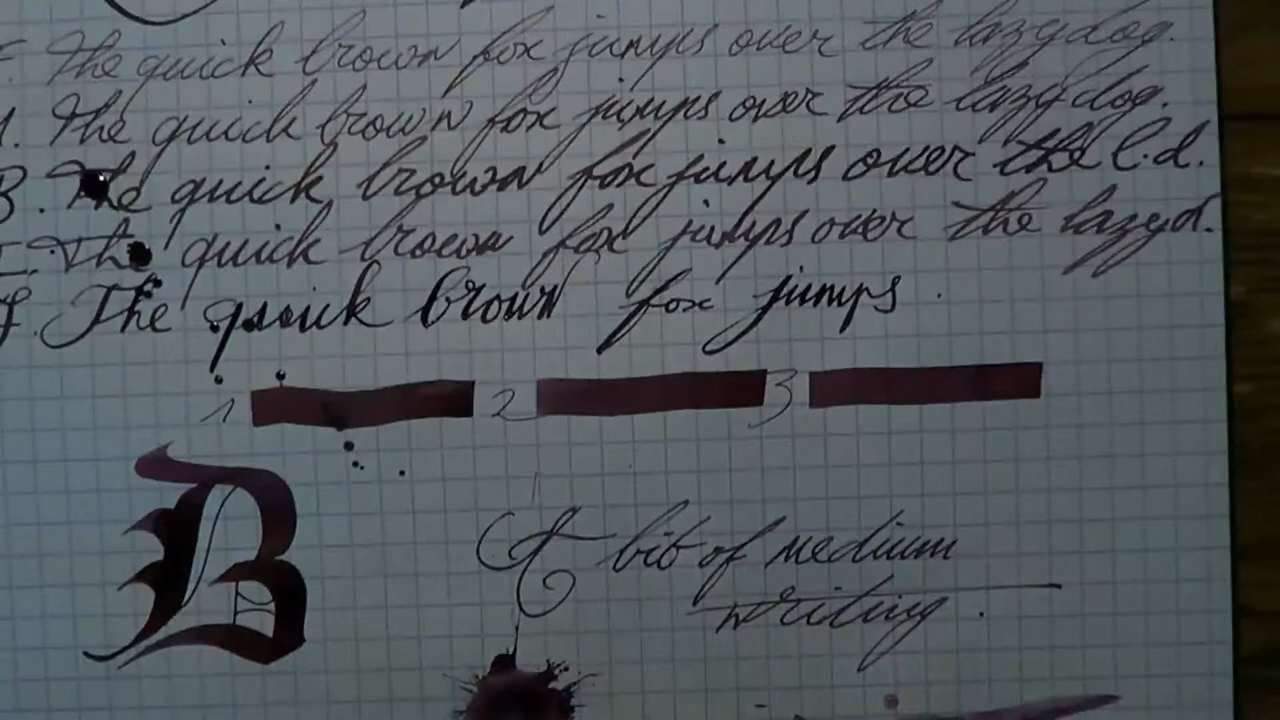 F. The quick brown fox jumps over the lazy dog.
M. The quick brown fox jumps over the lazy dog.
B. The quick brown fox jumps over the l.d.
I. The quick brown fox jumps over the lazy d.
f. The quick brown fox jumps.
1 2 3
B
A bit of medium
writing.